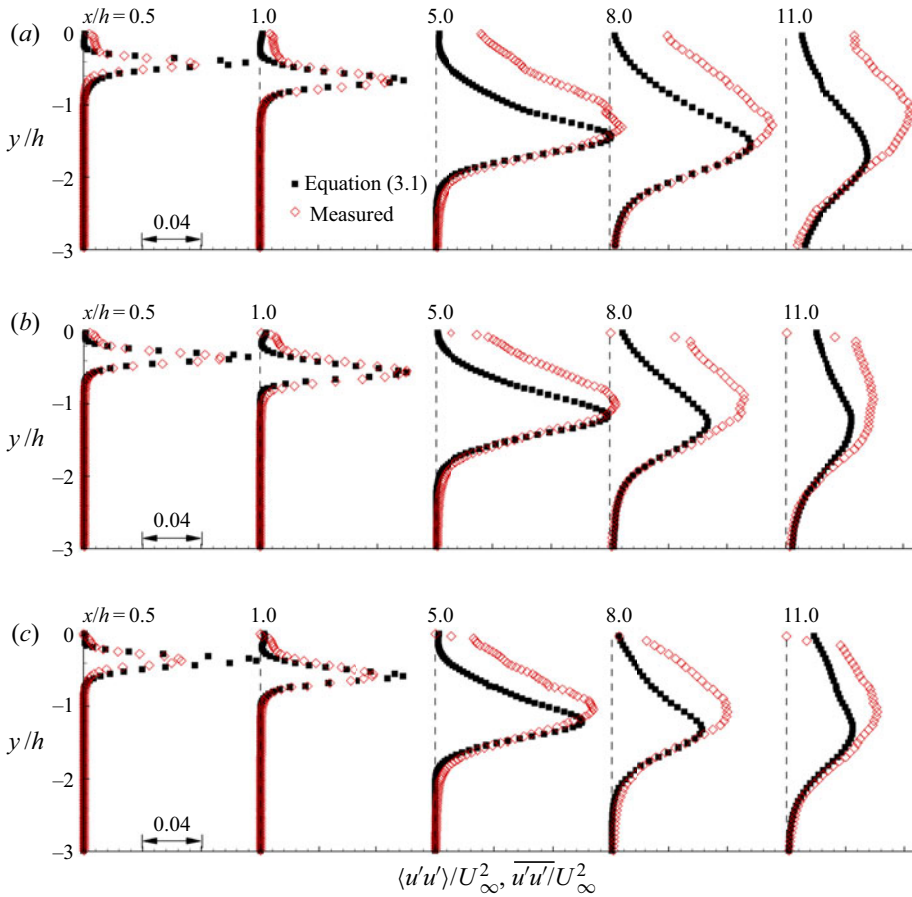 x/h = 0.5 1.0 5.0 8.0 11.0
(a)
0
–1
y/h
–2
–3
Equation (3.1)
Measured
0.04
x/h = 0.5 1.0 5.0 8.0 11.0
(b)
0
–1
y/h
–2
–3
0.04
x/h = 0.5 1.0 5.0 8.0 11.0
(c)
0
–1
y/h
–2
–3
0.04
⟨u′u′⟩/U²∞, u′u′/U²∞